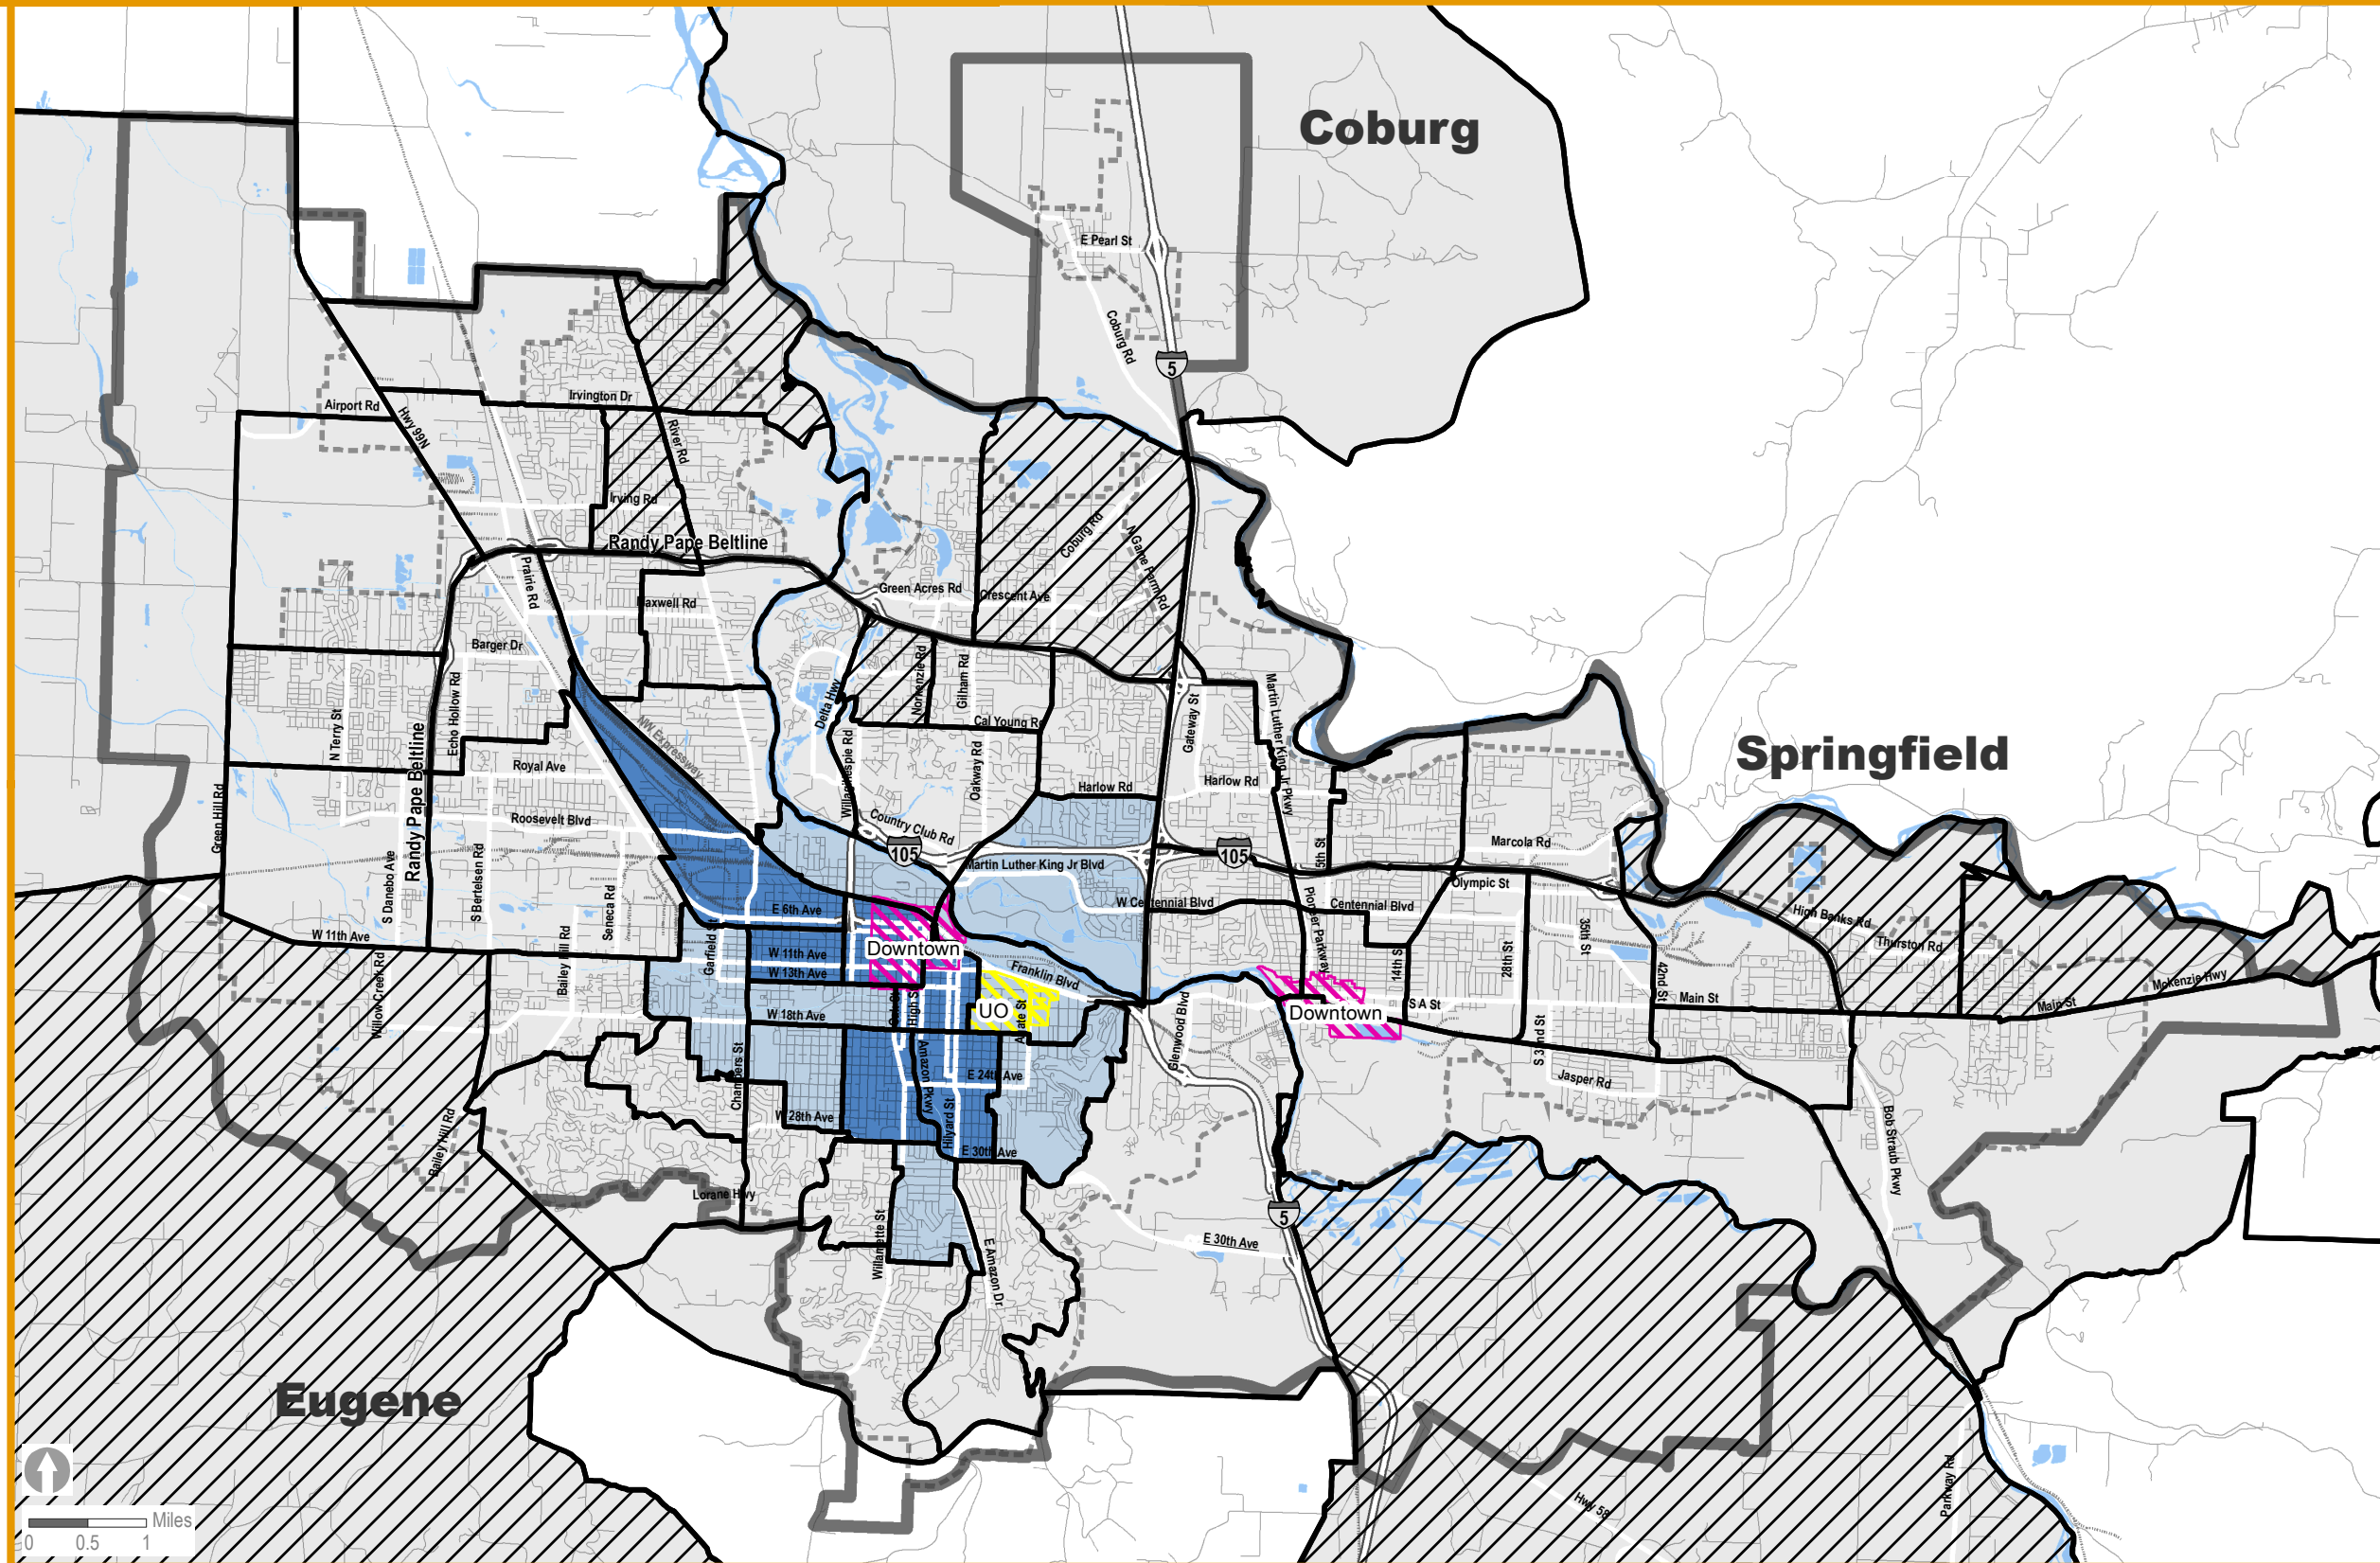 Coburg
E Pearl St
Coburg Rd
5
Airport Rd
Hwy 99N
Irvington Dr
River Rd
Irving Rd
Randy Pape Beltline
Coburg Rd
N Game Farm Rd
Prairie Rd
Green Acres Rd
Crescent Ave
Barger Dr
Echo Hollow Rd
N Terry St
Norkenzie Rd
Gilham Rd
Delta Hwy
Cal Young Rd
Martin Luther King Jr Pkwy
Gateway St
NW Expressway
Springfield
Royal Ave
Randy Pape Beltline
Oakway Rd
Harlow Rd
Harlow Rd
Green Hill Rd
Roosevelt Blvd
Country Club Rd
105
105
Martin Luther King Jr Blvd
5th St
Marcola Rd
S Danebo Ave
S Bertelsen Rd
Seneca Rd
Olympic St
E 6th Ave
W Centennial Blvd
Centennial Blvd
Pioneer Parkway
High Banks Rd
Thurston Rd
W 11th Ave
Bailey Hill Rd
W 11th Ave
W 13th Ave
Downtown
Franklin Blvd
14th St
28th St
35th St
42nd St
Mckenzie Hwy
Main St
Willow Creek Rd
W 18th Ave
High St
UO
Glenwood Blvd
Downtown
S A St
Main St
S 32nd St
Chambers St
Amazon Pkwy
E 24th Ave
Jasper Rd
Bailey Hill Rd
W 28th Ave
Hilyard St
E 30th Ave
Bob Straub Pkwy
Lorane Hwy
Willamette St
E Amazon Dr
E 30th Ave
5
Eugene
Hwy 58
Parkway Rd
Miles
0 0.5 1